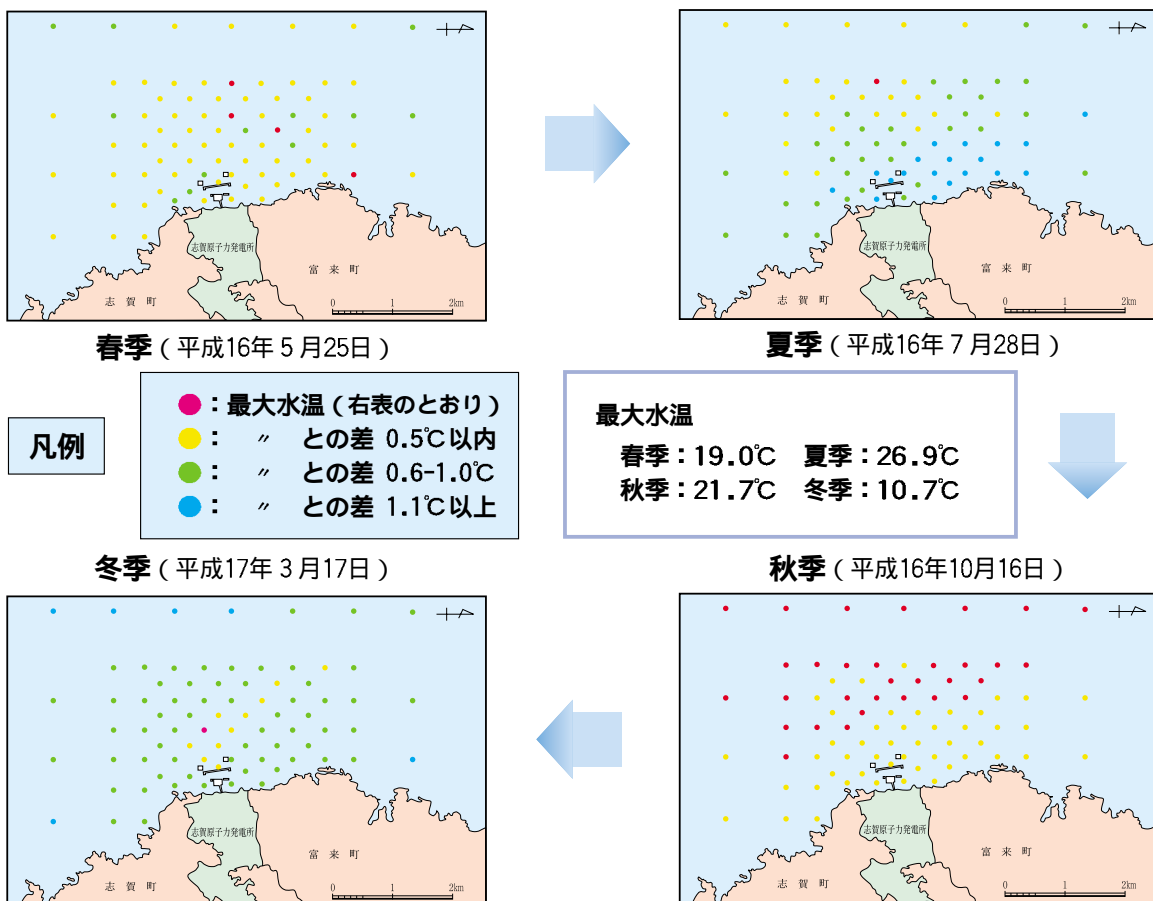 志賀原子力発電所
富来町
志賀町
0 1 2km
春季（平成16年5月25日）
志賀原子力発電所
富来町
志賀町
0 1 2km
夏季（平成16年7月28日）
凡例
：最大水温（右表のとおり）
：〃 との差 0.5℃以内
：〃 との差 0.6-1.0℃
：〃 との差 1.1℃以上
最大水温
春季：19.0℃ 夏季：26.9℃
秋季：21.7℃ 冬季：10.7℃
冬季（平成17年3月17日）
志賀原子力発電所
富来町
志賀町
0 1 2km
秋季（平成16年10月16日）
志賀原子力発電所
富来町
志賀町
0 1 2km